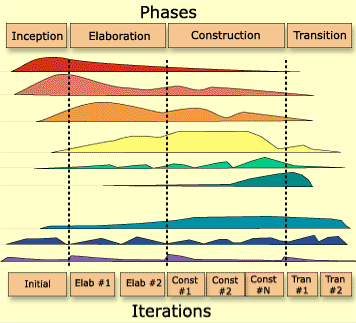 Phases
Inception Elaboration Construction Transition
Initial Elab #1 Elab #2 Const #1 Const #2 Const #N Tran #1 Tran #2
Iterations